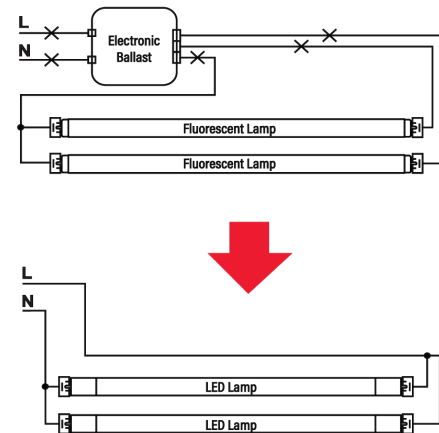 L
N
Electronic
Ballast
Fluorescent Lamp
Fluorescent Lamp
L
N
LED Lamp
LED Lamp